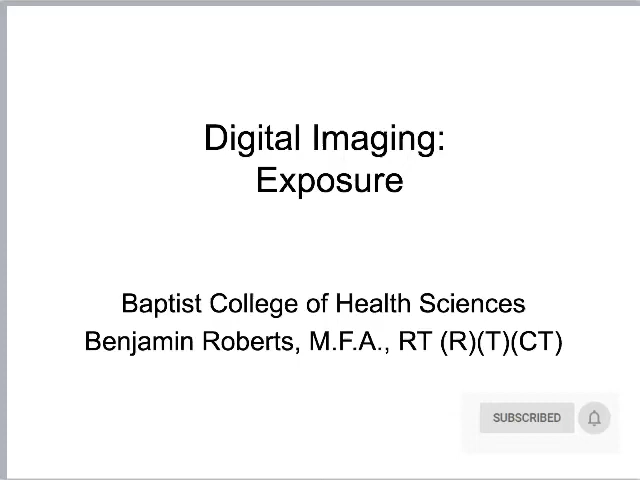 Digital Imaging:
Exposure
Baptist College of Health Sciences
Benjamin Roberts, M.F.A., RT (R)(T)(CT)
SUBSCRIBED